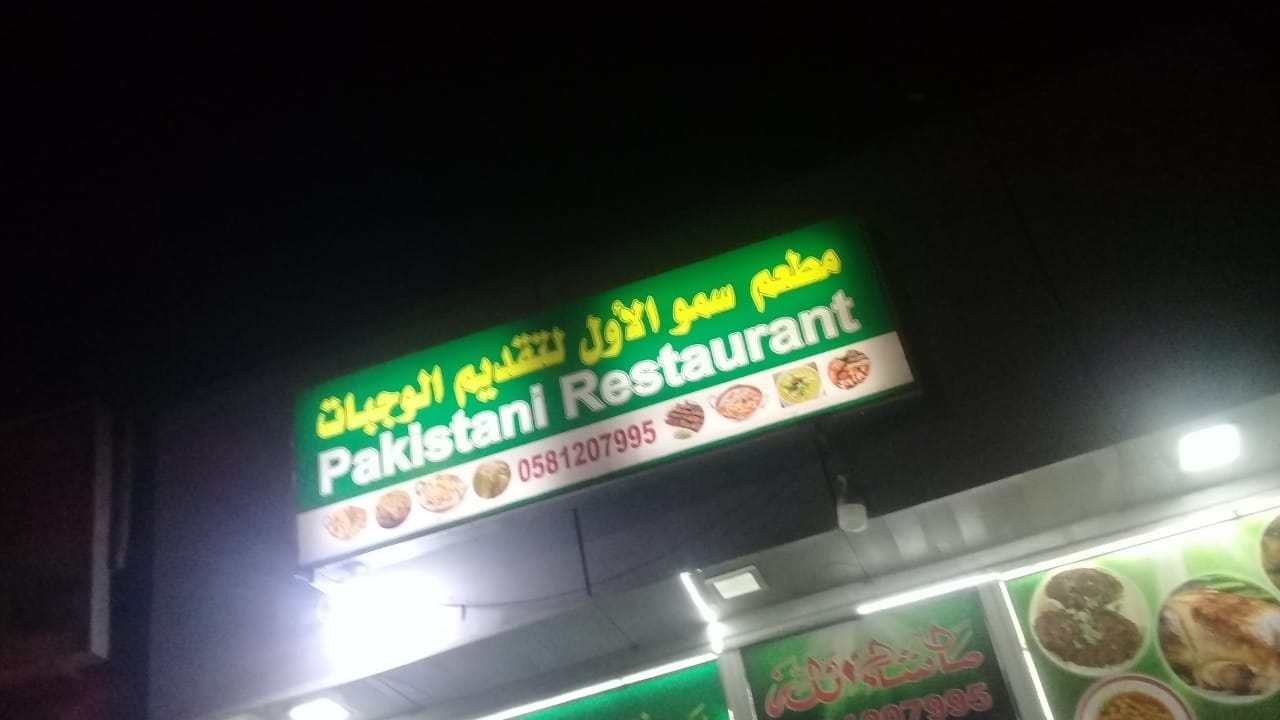 مطعم سمو الأول لتقديم الوجبات
Pakistani Restaurant
0581207995
ماشاءالله